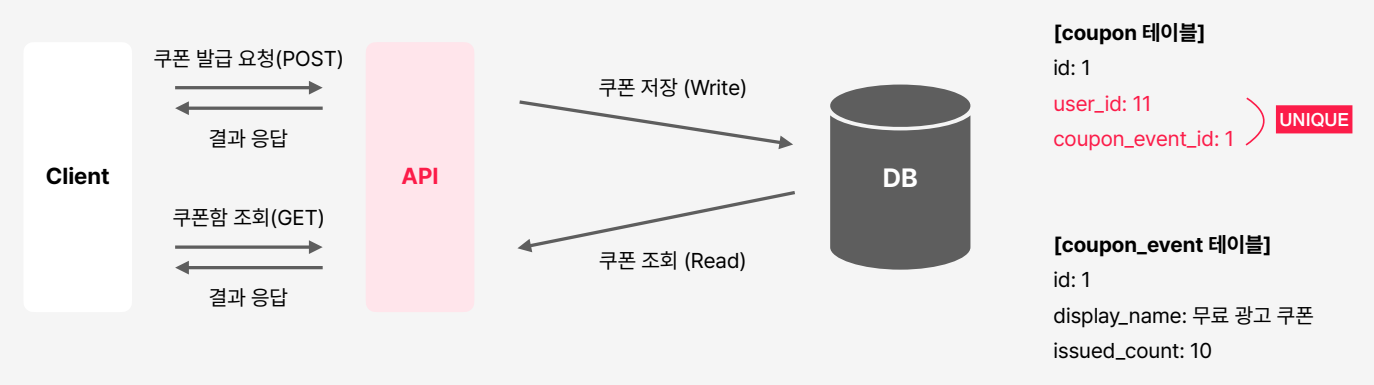 쿠폰 발급 요청(POST)
결과 응답
Client
쿠폰함 조회(GET)
결과 응답
API
쿠폰 저장 (Write)
쿠폰 조회 (Read)
DB
[coupon 테이블]
id: 1
user_id: 11
coupon_event_id: 1
UNIQUE
[coupon_event 테이블]
id: 1
display_name: 무료 광고 쿠폰
issued_count: 10